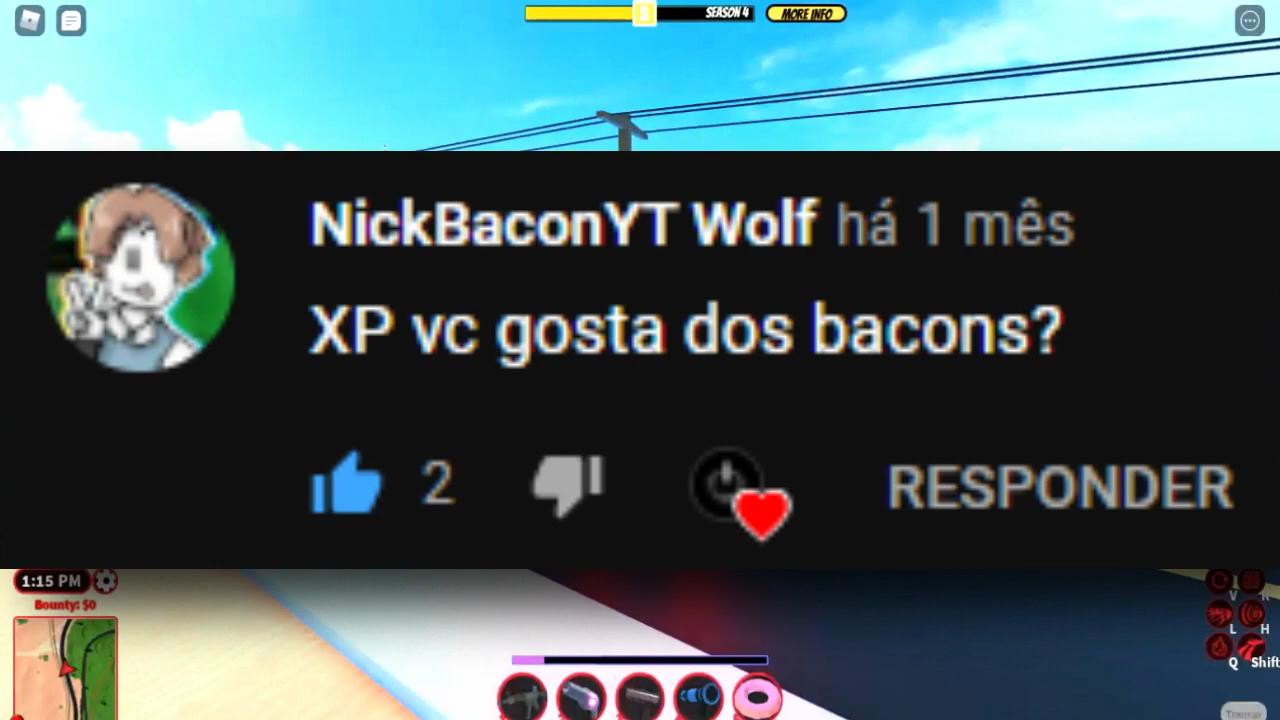 SEASON 4
MORE INFO
NickBaconYT Wolf há 1 mês
XP vc gosta dos bacons?
2
RESPONDER
1:15 PM
Bounty: $0
V
L H
Q Shift